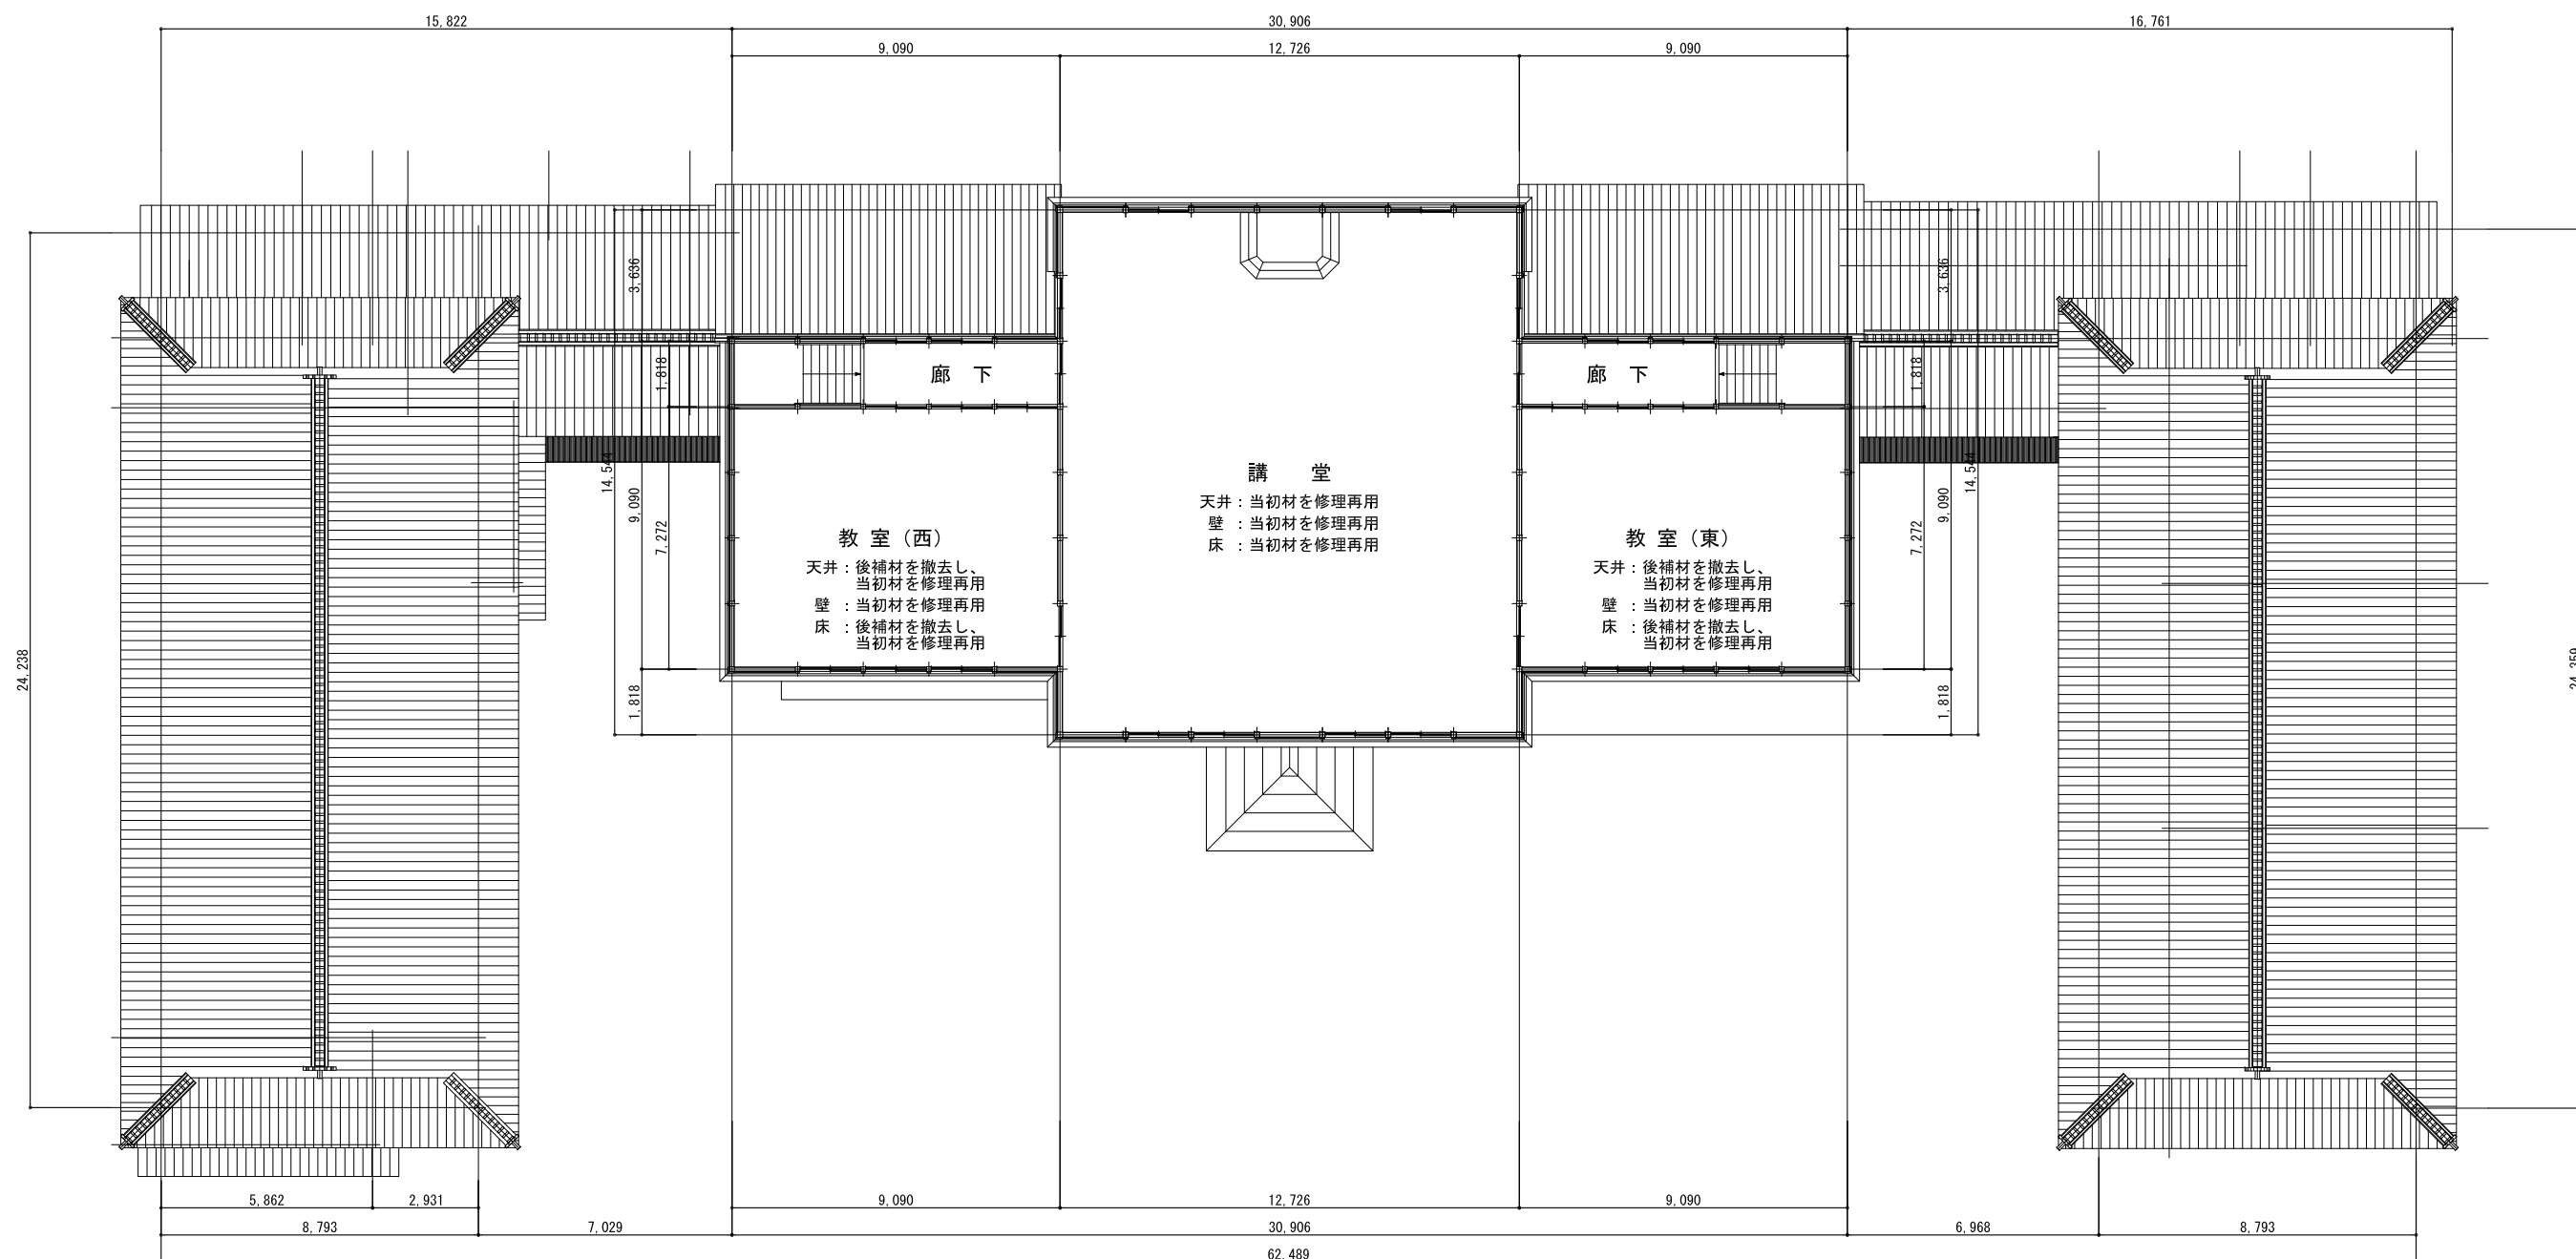 15,822
30,906
16,761
9,090
12,726
9,090
3,636
3,636
1,818
1,818
廊 下
廊 下
14,544
9,090
7,272
7,272
9,090
14,544
講 堂
天井：当初材を修理再用
壁 ：当初材を修理再用
床 ：当初材を修理再用
教 室（西）
天井：後補材を撤去し、
当初材を修理再用
壁 ：当初材を修理再用
床 ：後補材を撤去し、
当初材を修理再用
教 室（東）
天井：後補材を撤去し、
当初材を修理再用
壁 ：当初材を修理再用
床 ：後補材を撤去し、
当初材を修理再用
24,238
24,359
1,818
1,818
5,862
2,931
9,090
12,726
9,090
8,793
7,029
30,906
6,968
8,793
62,489